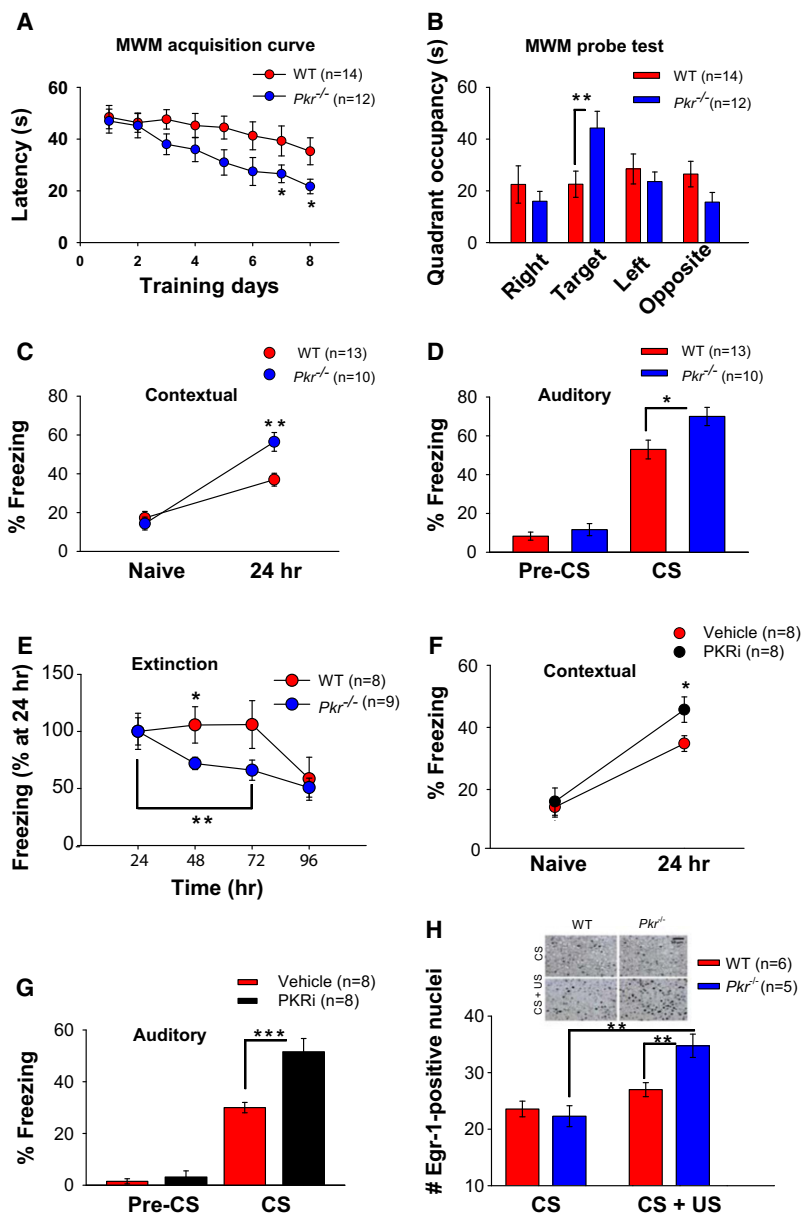 A
MWM acquisition curve
WT (n=14)
Pkr-/- (n=12)
Latency (s)
60
40
20
0
0 2 4 6 8
* *
Training days
B
MWM probe test
WT (n=14)
Pkr-/- (n=12)
Quadrant occupancy (s)
80
60
40
20
0
**
Right Target Left Opposite
C
WT (n=13)
Pkr-/- (n=10)
Contextual
% Freezing
80
60
40
20
0
**
Naive 24 hr
D
WT (n=13)
Pkr-/- (n=10)
Auditory
% Freezing
80
60
40
20
0
*
Pre-CS CS
E
Extinction
WT (n=8)
Pkr-/- (n=9)
Freezing (% at 24 hr)
150
100
50
0
*
**
24 48 72 96
Time (hr)
F
Vehicle (n=8)
PKRi (n=8)
Contextual
% Freezing
60
40
20
0
*
Naive 24 hr
G
Vehicle (n=8)
PKRi (n=8)
Auditory
% Freezing
60
40
20
0
***
Pre-CS CS
H
WT Pkr-/-
CS
CS + US
WT (n=6)
Pkr-/- (n=5)
# Egr-1-positive nuclei
40
30
20
10
**
**
CS CS + US